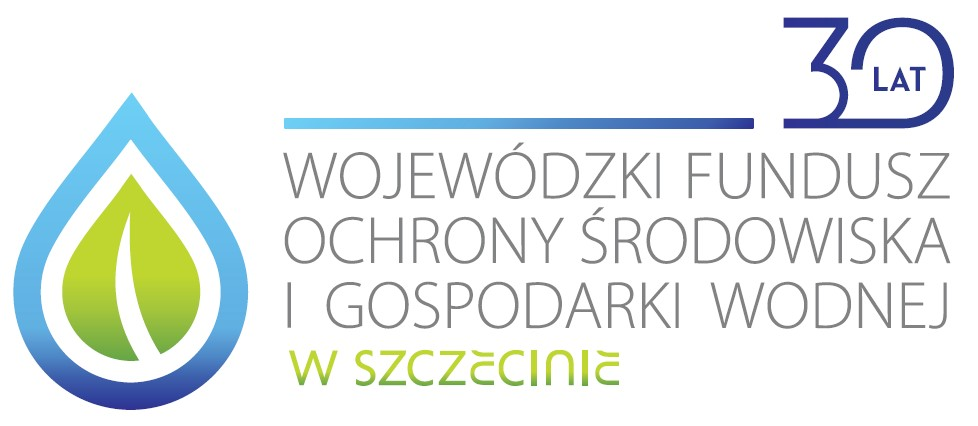 30 LAT
WOJEWÓDZKI FUNDUSZ
OCHRONY ŚRODOWISKA
I GOSPODARKI WODNEJ
W SZCZECINIE